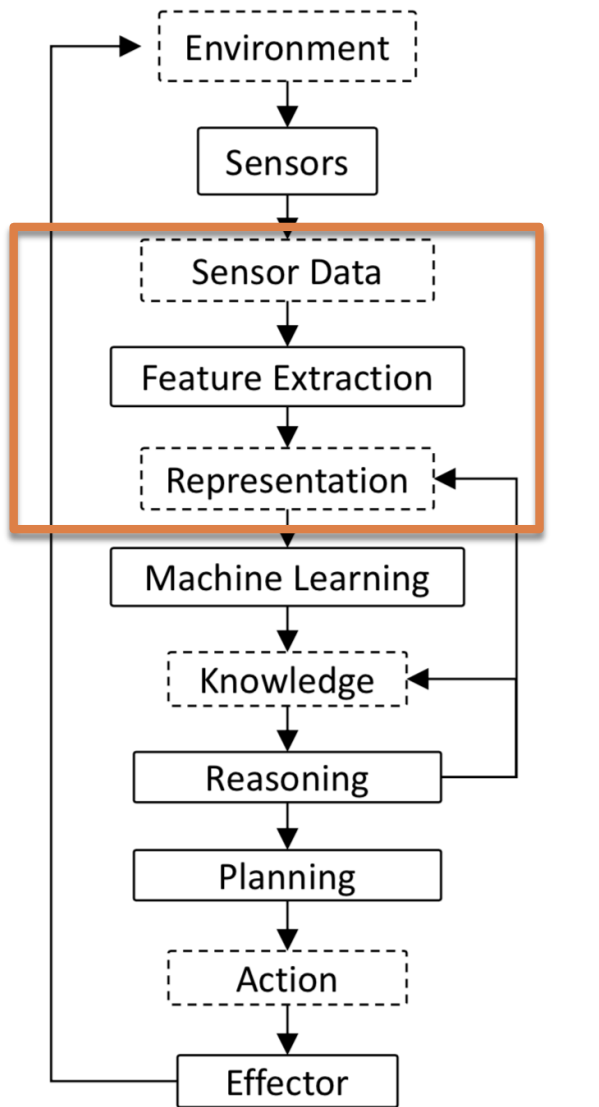 Environment
Sensors
Sensor Data
Feature Extraction
Representation
Machine Learning
Knowledge
Reasoning
Planning
Action
Effector